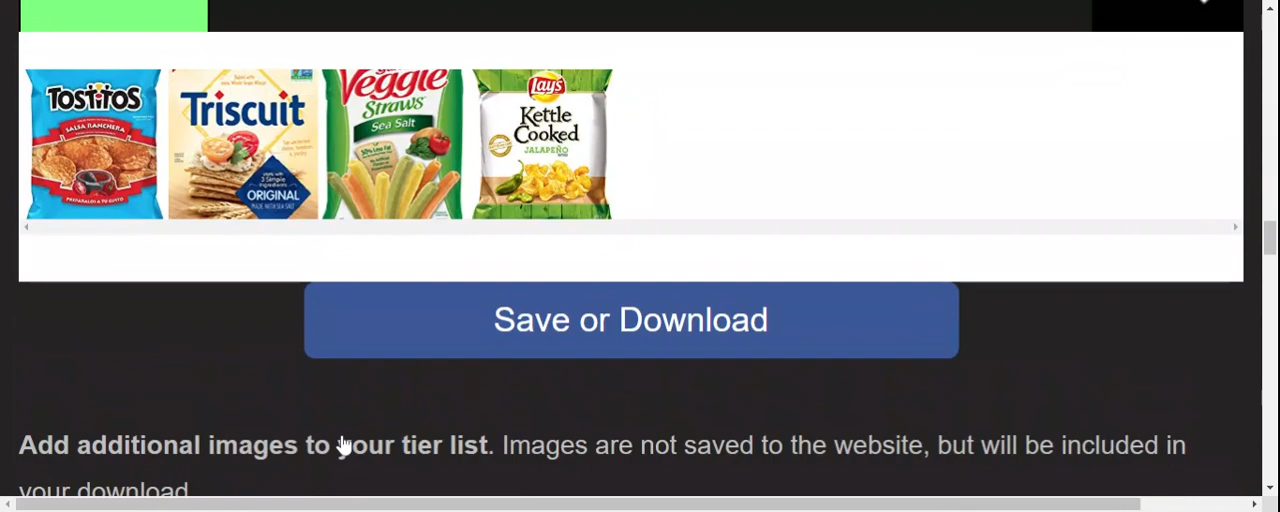 TOSTITOS
SALSA RANCHERA
Triscuit
ORIGINAL
Veggie
Straws
Sea Salt
Lay's
Kettle
Cooked
JALAPEÑO
Save or Download
Add additional images to your tier list. Images are not saved to the website, but will be included in
your download